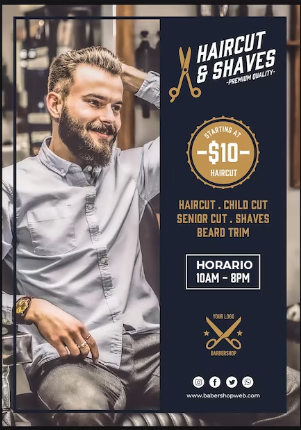 HAIRCUT
& SHAVES
-PREMIUM QUALITY-
STARTING AT
-$10-
HAIRCUT
HAIRCUT . CHILD CUT
SENIOR CUT . SHAVES
BEARD TRIM
HORARIO
10AM - 8PM
YOUR LOGO
BARBERSHOP
www.babershopweb.com